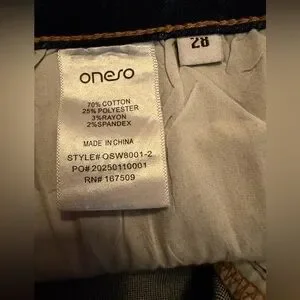 oneso
28
70% COTTON
25% POLYESTER
3% RAYON
2% SPANDEX
MADE IN CHINA
STYLE# OSW8001-2
PO# 20250110001
RN# 167509